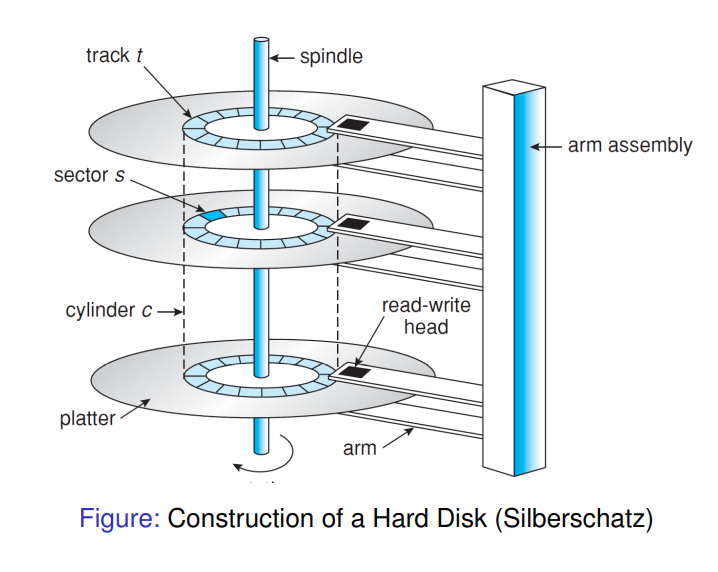 track t
spindle
arm assembly
sector s
cylinder c
read-write
head
platter
arm
Figure: Construction of a Hard Disk (Silberschatz)